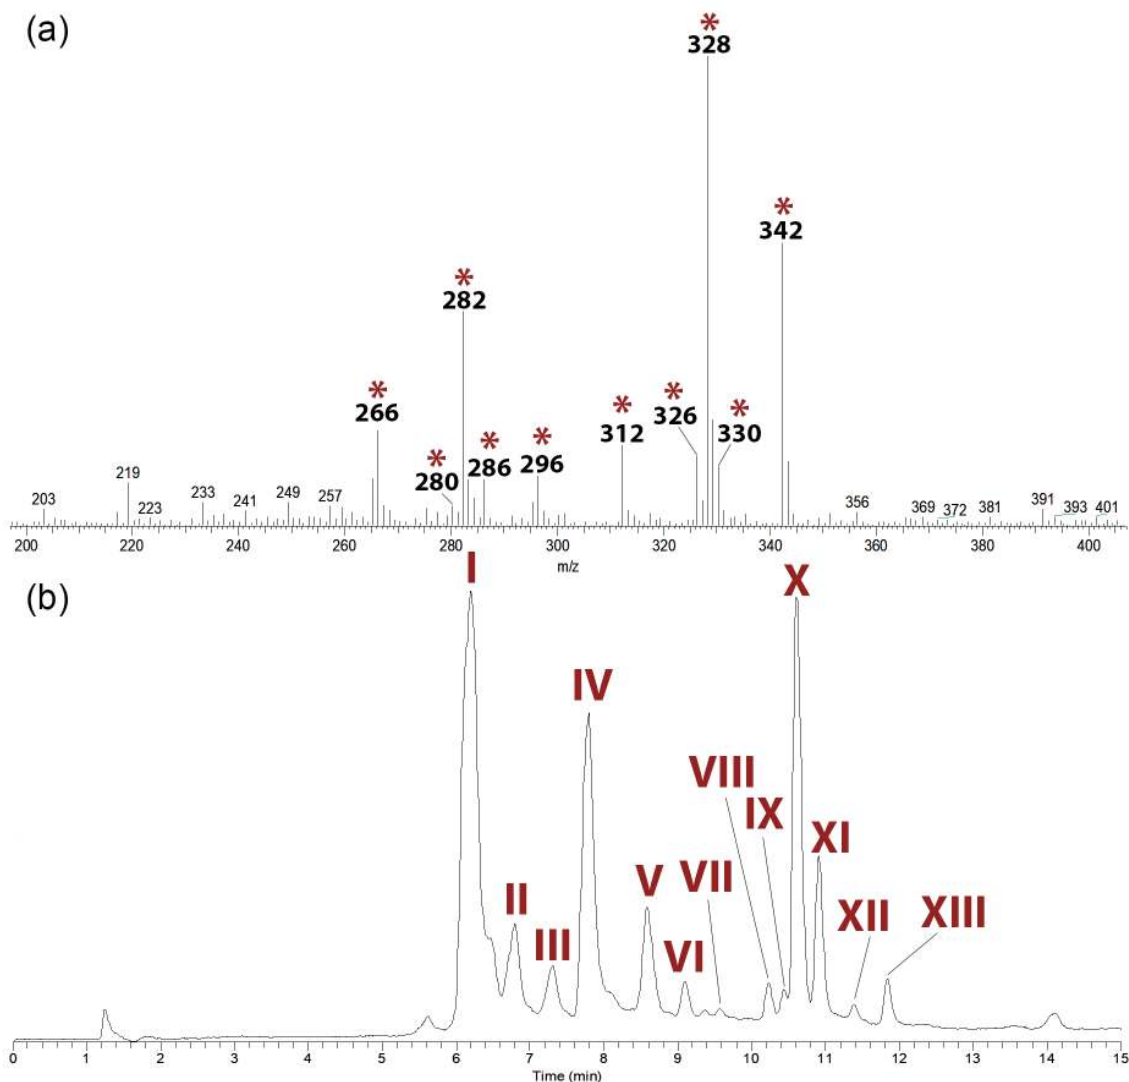 (a)
*
328
*
342
*
282
*
266
*
312
*
326
*
330
*
280
*
286
*
296
203
219
223
233
241
249
257
356
369
372
381
391
393
401
200 220 240 260 280 300 320 340 360 380 400
m/z
(b)
I
X
IV
VIII
IX
XI
V
VII
II
XII
XIII
III
VI
0 1 2 3 4 5 6 7 8 9 10 11 12 13 14 15
Time (min)